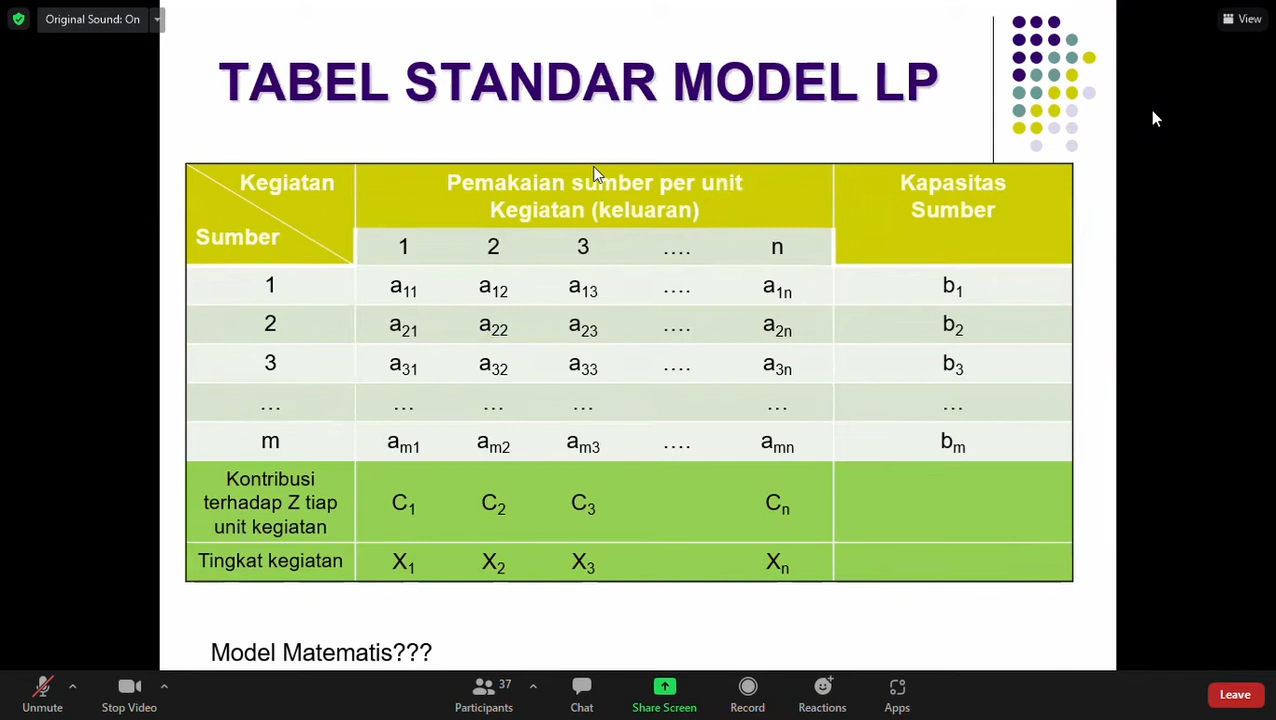 Original Sound: On
View
TABEL STANDAR MODEL LP
Kegiatan
Sumber
Pemakaian sumber per unit
Kegiatan (keluaran)
Kapasitas
Sumber
1 2 3 .... n
1 a11 a12 a13 .... a1n b1
2 a21 a22 a23 .... a2n b2
3 a31 a32 a33 .... a3n b3
... ... ... ... ... ...
m am1 am2 am3 .... amn bm
Kontribusi
terhadap Z tiap
unit kegiatan
C1 C2 C3 Cn
Tingkat kegiatan X1 X2 X3 Xn
Model Matematis???
Unmute
Stop Video
37
Participants
Chat
Share Screen
Record
Reactions
Apps
Leave